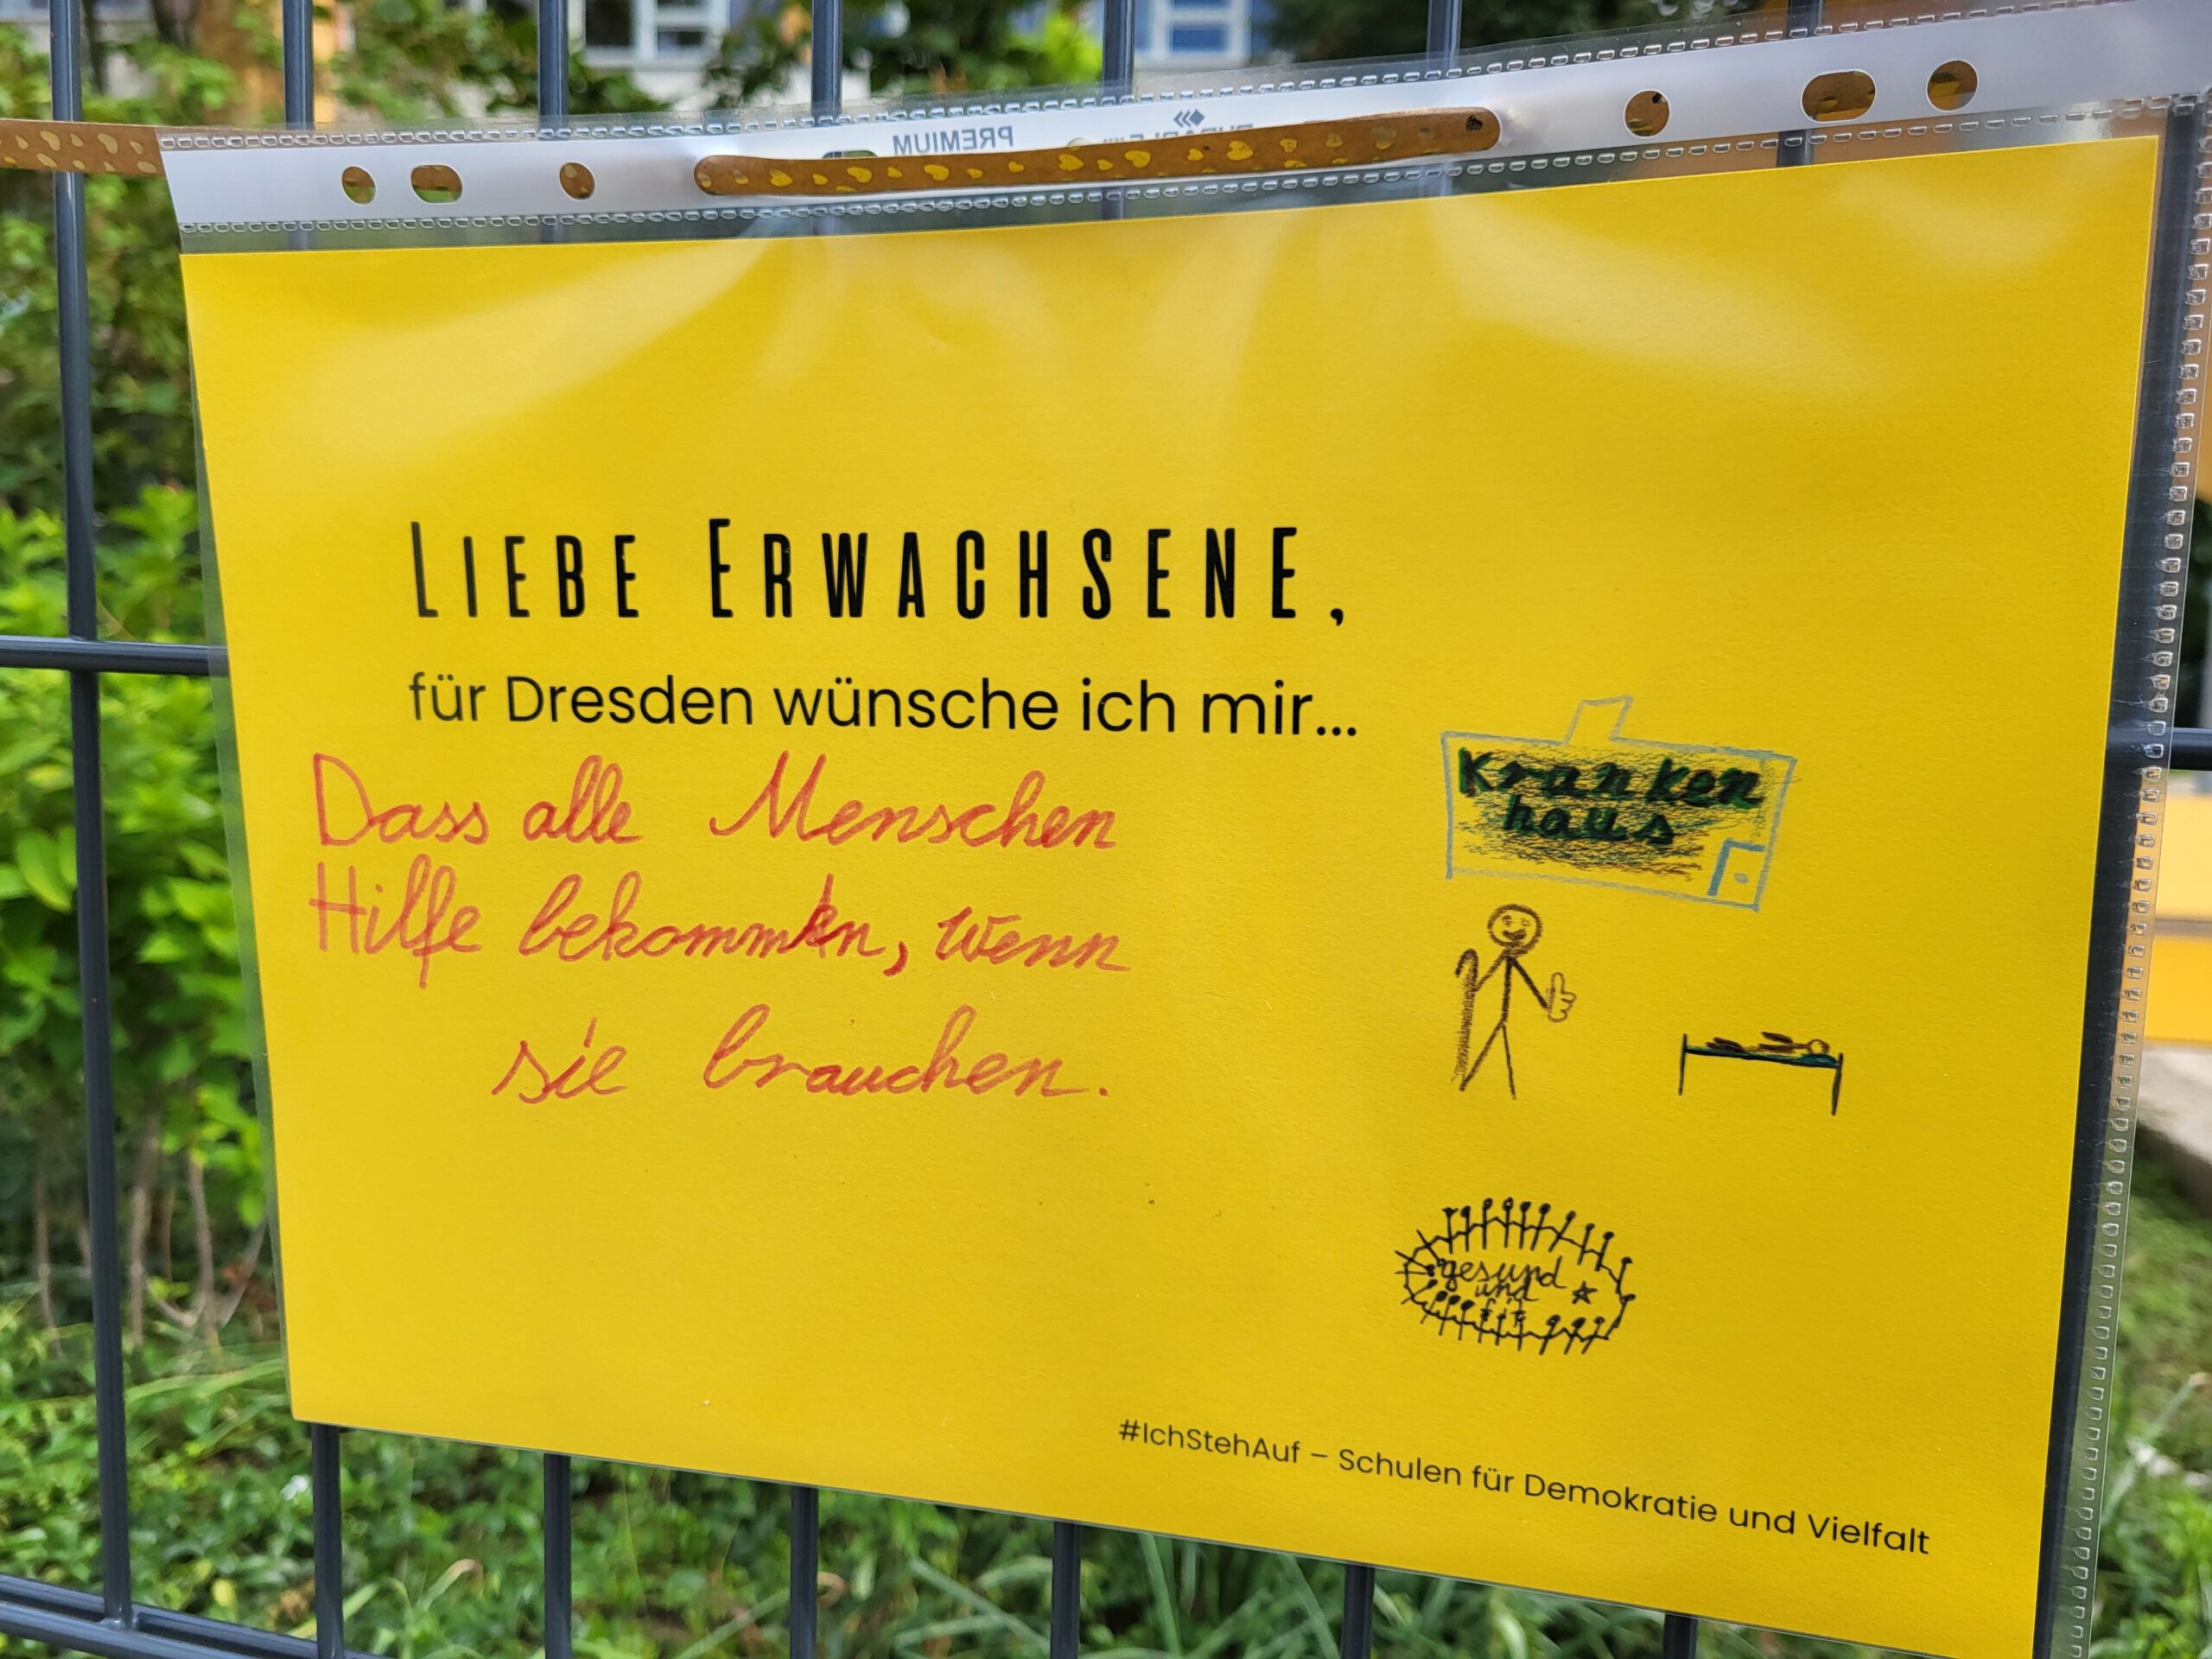 PREMIUM
LIEBE ERWACHSENE,
für Dresden wünsche ich mir...
Dass alle Menschen
Hilfe bekommen, wenn
sie brauchen.
Kranken
haus
gesund
und
fit
#IchStehAuf – Schulen für Demokratie und Vielfalt